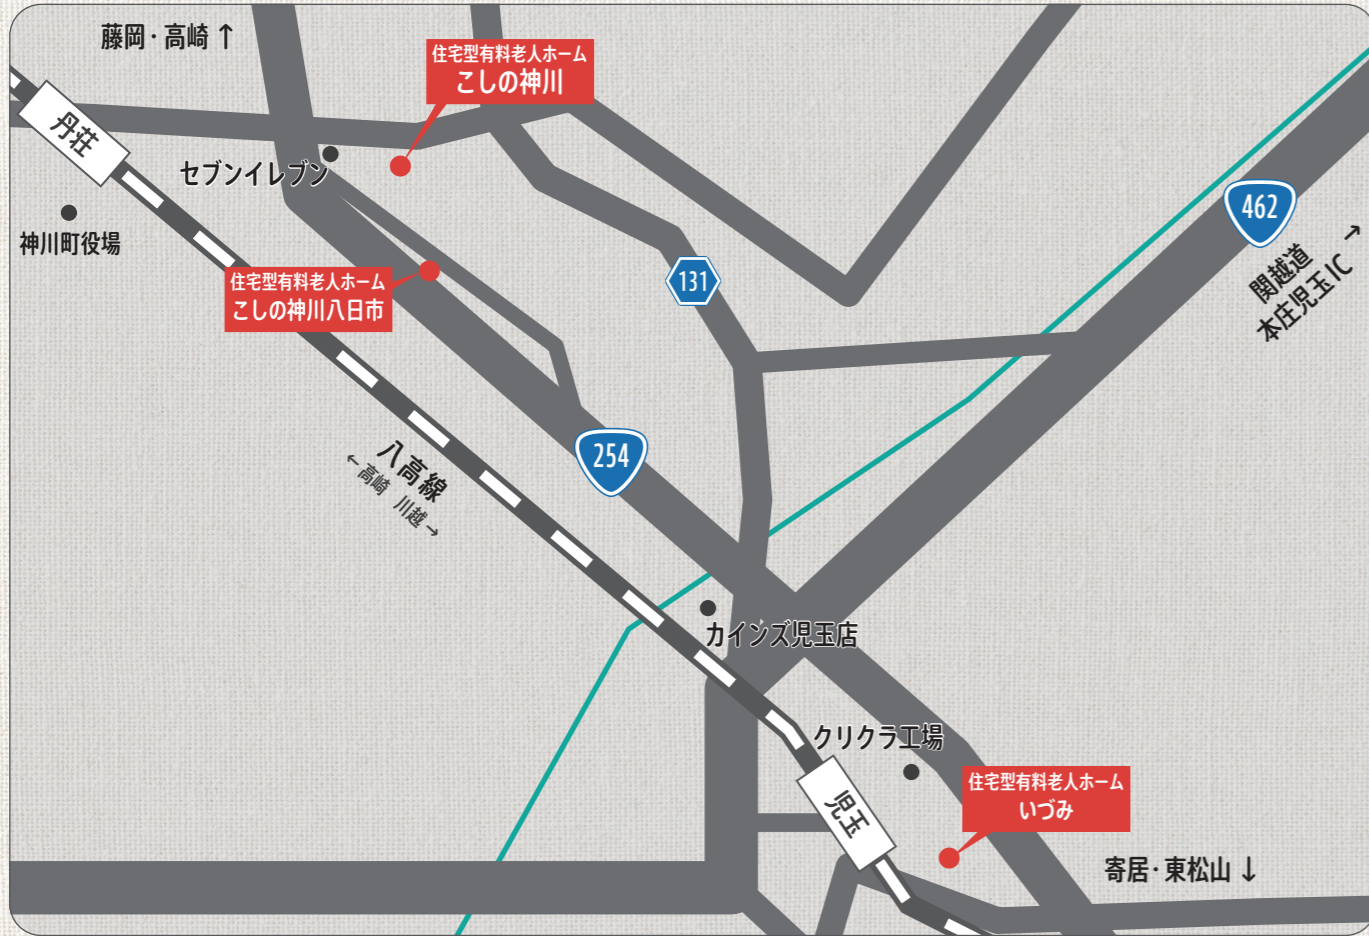 藤岡・高崎 ↑
住宅型有料老人ホーム
こしの神川
丹荘
セブンイレブン
神川町役場
462
関越道
本庄児玉IC →
住宅型有料老人ホーム
こしの神川八日市
131
254
八高線
← 高崎 川越 →
カインズ児玉店
クリクラ工場
住宅型有料老人ホーム
いづみ
児玉
寄居・東松山 ↓